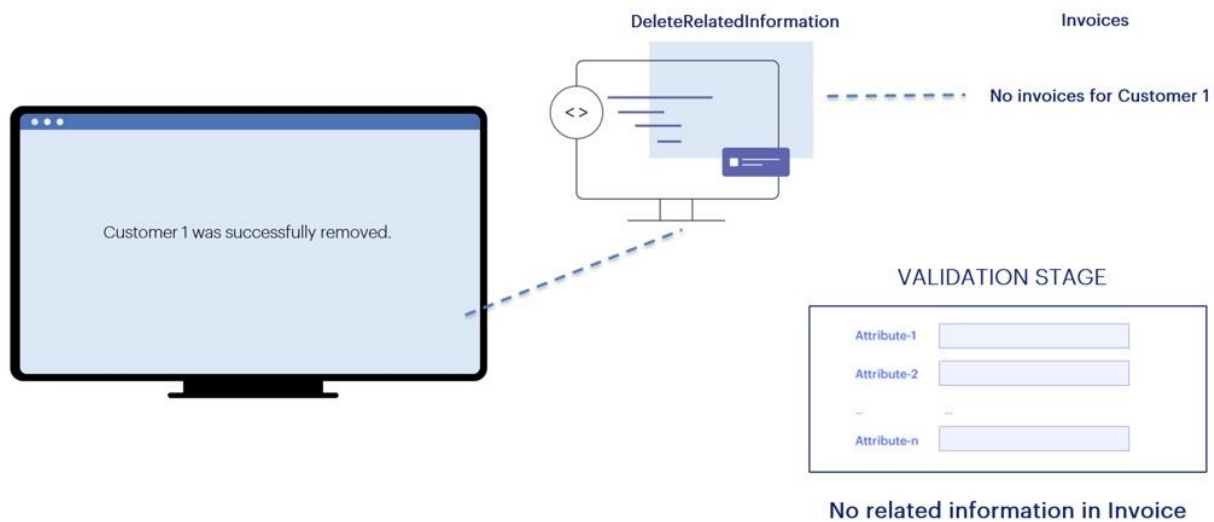 DeleteRelatedInformation
Invoices
No invoices for Customer 1
< >
Customer 1 was successfully removed.
VALIDATION STAGE
Attribute-1
Attribute-2
... ...
Attribute-n
No related information in Invoice